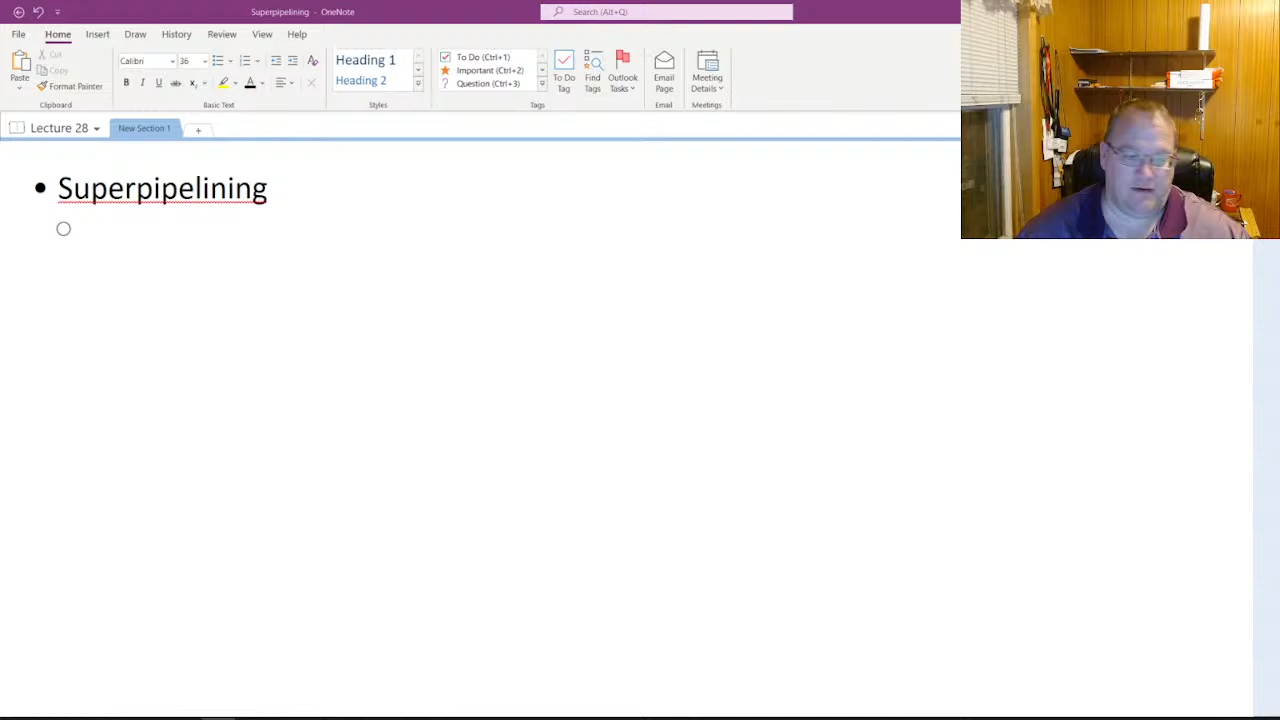 Superpipelining - OneNote
Search (Alt+Q)
File Home Insert Draw History Review View Help
Paste
Cut
Copy
Format Painter
Clipboard
Calibri 36
B I U ab x
A
Basic Text
Heading 1
Heading 2
Styles
To Do (Ctrl+1)
Important (Ctrl+2)
Question (Ctrl+3)
Tags
To Do Tag
Find Tags
Outlook Tasks
Email Page
Email
Meeting Details
Meetings
Lecture 28
New Section 1
+
• Superpipelining
○